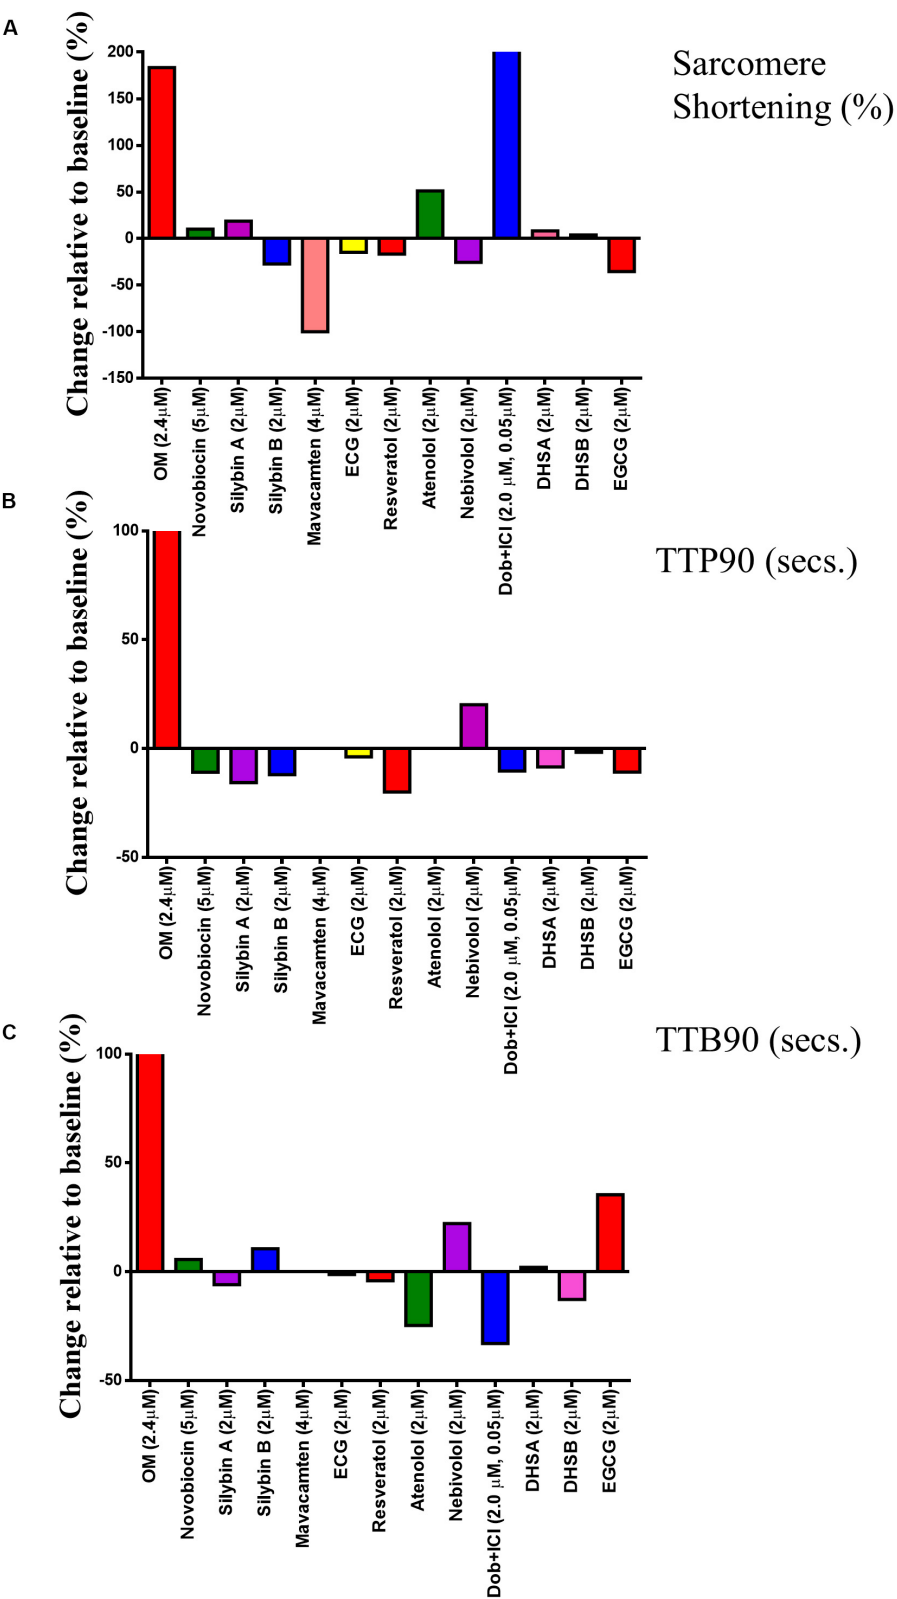 A
Change relative to baseline (%)
200
150
100
50
0
-50
-100
-150
Sarcomere
Shortening (%)
OM (2.4μM)
Novobiocin (5μM)
Silybin A (2μM)
Silybin B (2μM)
Mavacamten (4μM)
ECG (2μM)
Resveratol (2μM)
Atenolol (2μM)
Nebivolol (2μM)
Dob+ICI (2.0 μM, 0.05μM)
DHSA (2μM)
DHSB (2μM)
EGCG (2μM)
B
Change relative to baseline (%)
100
50
0
-50
TTP90 (secs.)
OM (2.4μM)
Novobiocin (5μM)
Silybin A (2μM)
Silybin B (2μM)
Mavacamten (4μM)
ECG (2μM)
Resveratol (2μM)
Atenolol (2μM)
Nebivolol (2μM)
Dob+ICI (2.0 μM, 0.05μM)
DHSA (2μM)
DHSB (2μM)
EGCG (2μM)
C
Change relative to baseline (%)
100
50
0
-50
TTB90 (secs.)
OM (2.4μM)
Novobiocin (5μM)
Silybin A (2μM)
Silybin B (2μM)
Mavacamten (4μM)
ECG (2μM)
Resveratol (2μM)
Atenolol (2μM)
Nebivolol (2μM)
Dob+ICI (2.0 μM, 0.05μM)
DHSA (2μM)
DHSB (2μM)
EGCG (2μM)